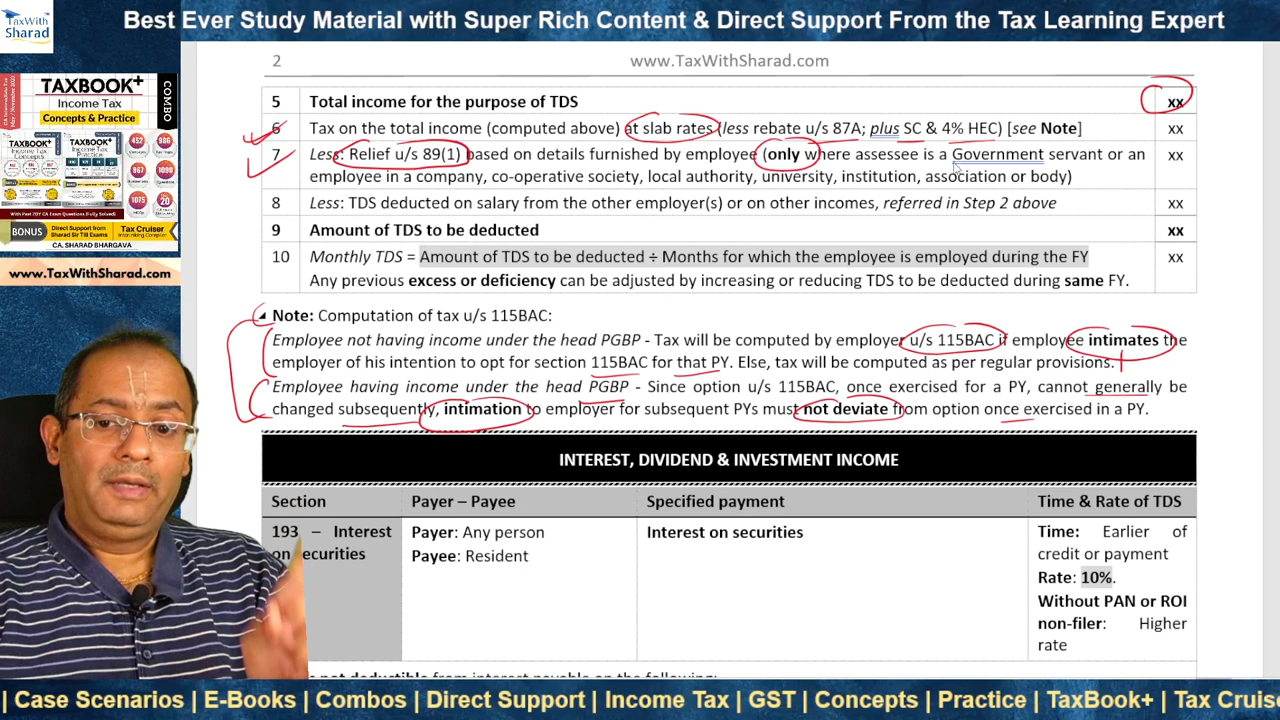 Best Ever Study Material with Super Rich Content & Direct Support From the Tax Learning Expert
TaxWith
Sharad
TAXBOOK+
Income Tax
Concepts & Practice
COMBO
BONUS
Direct Support from
Sharad Sir Till Exams
Tax Cruiser
CA. SHARAD BHARGAVA
www.TaxWithSharad.com
2 www.TaxWithSharad.com
5 Total income for the purpose of TDS xx
6 Tax on the total income (computed above) at slab rates (less rebate u/s 87A; plus SC & 4% HEC) [see Note] xx
7 Less: Relief u/s 89(1) based on details furnished by employee (only where assessee is a Government servant or an xx
employee in a company, co-operative society, local authority, university, institution, association or body)
8 Less: TDS deducted on salary from the other employer(s) or on other incomes, referred in Step 2 above xx
9 Amount of TDS to be deducted xx
10 Monthly TDS = Amount of TDS to be deducted ÷ Months for which the employee is employed during the FY xx
Any previous excess or deficiency can be adjusted by increasing or reducing TDS to be deducted during same FY.
Note: Computation of tax u/s 115BAC:
Employee not having income under the head PGBP - Tax will be computed by employer u/s 115BAC if employee intimates the
employer of his intention to opt for section 115BAC for that PY. Else, tax will be computed as per regular provisions.
Employee having income under the head PGBP - Since option u/s 115BAC, once exercised for a PY, cannot generally be
changed subsequently, intimation to employer for subsequent PYs must not deviate from option once exercised in a PY.
INTEREST, DIVIDEND & INVESTMENT INCOME
Section Payer – Payee Specified payment Time & Rate of TDS
193 – Interest Payer: Any person Interest on securities Time: Earlier of
on securities Payee: Resident credit or payment
Rate: 10%.
Without PAN or ROI
non-filer: Higher
rate
not deductible from interest payable on the following:
| Case Scenarios | E-Books | Combos | Direct Support | Income Tax | GST | Concepts | Practice | TaxBook+ | Tax Cruise